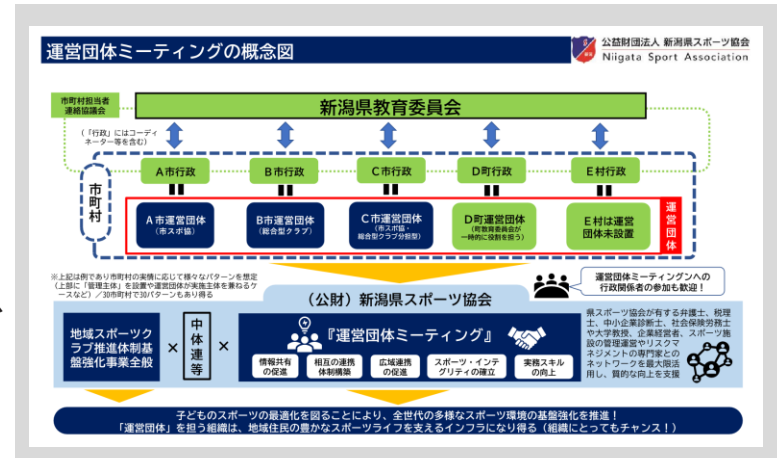 運営団体ミーティングの概念図
公益財団法人 新潟県スポーツ協会
Niigata Sport Association
市町村担当者
連絡協議会
新潟県教育委員会
(「行政」にはコーディ
ネーター等を含む)
市町村
A市行政
B市行政
C市行政
D町行政
E村行政
A市運営団体
(市スポ協)
B市運営団体
(総合型クラブ)
C市運営団体
(市スポ協・
総合型クラブ分担型)
D町運営団体
(町教育委員会が
一時的に役割を担う)
E村は運営
団体未設置
運営団体
※上記は例であり市町村の実情に応じて様々なパターンを想定
(上部に「管理主体」を設置や運営団体が実施主体を兼ねるケ
ースなど)/30市町村で30パターンもあり得る
運営団体ミーティングンへの
行政関係者の参加も歓迎!
(公財)新潟県スポーツ協会
地域スポーツク
ラブ推進体制基
盤強化事業全般
×
中体連等
×
『運営団体ミーティング』
情報共有
の促進
相互の連携
体制構築
広域連携
の促進
スポーツ・インテ
グリティの確立
実務スキル
の向上
県スポーツ協会が有する弁護士、税理
士、中小企業診断士、社会保険労務士
や大学教授、企業経営者、スポーツ施
設の管理運営やリスクマ
ネジメントの専門家との
ネットワークを最大限活
用し、質的な向上を支援
子どものスポーツの最適化を図ることにより、全世代の多様なスポーツ環境の基盤強化を推進!
「運営団体」を担う組織は、地域住民の豊かなスポーツライフを支えるインフラになり得る(組織にとってもチャンス!)